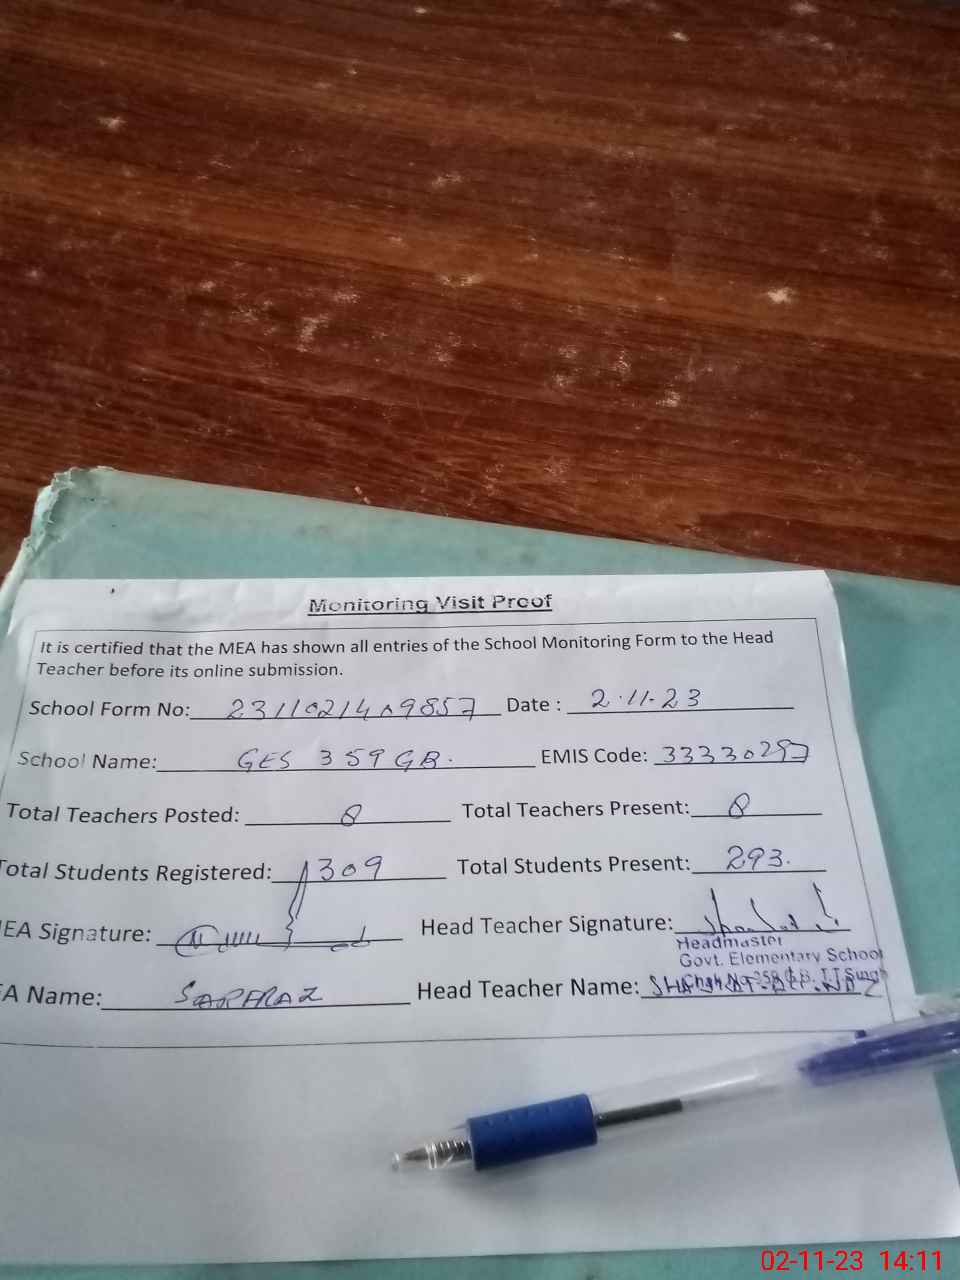 Monitoring Visit Proof
It is certified that the MEA has shown all entries of the School Monitoring Form to the Head
Teacher before its online submission.
School Form No: 2311021409857 Date : 2.11.23
School Name: GES 359 GB. EMIS Code: 33330297
Total Teachers Posted: 8 Total Teachers Present: 8
Total Students Registered: 309 Total Students Present: 293.
MEA Signature: Head Teacher Signature:
Headmaster
Govt. Elementary School
EA Name: SARFRAZ Head Teacher Name:
02-11-23 14:11